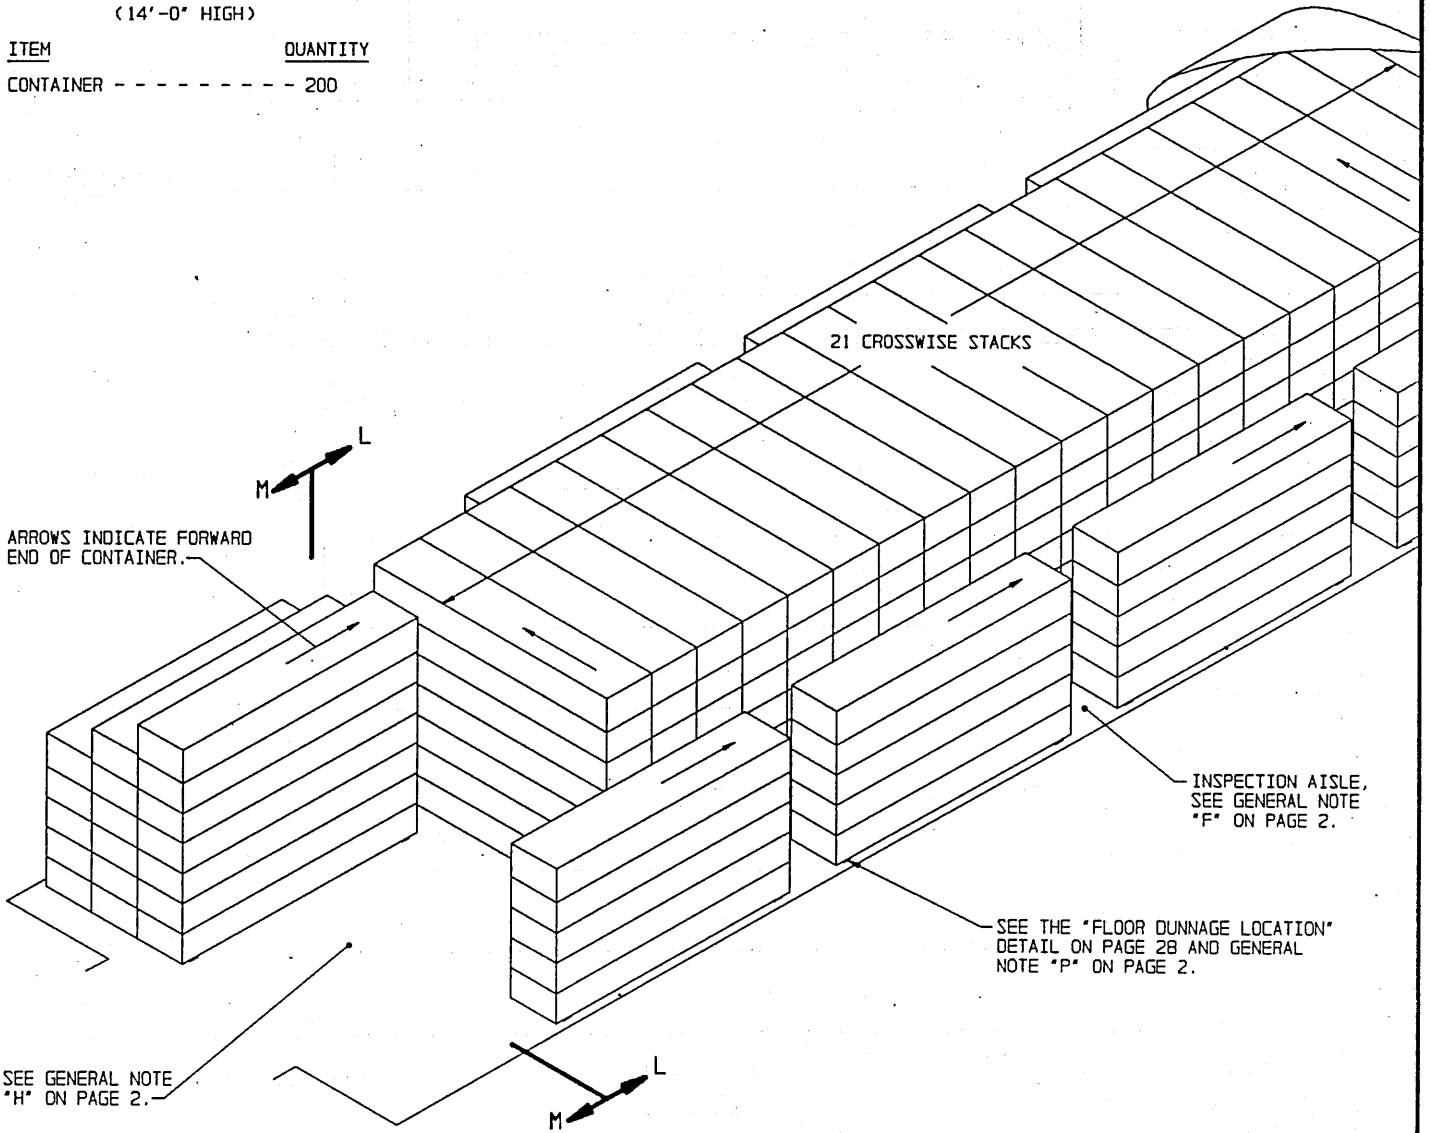 (14'-0" HIGH)
ITEM QUANTITY
CONTAINER - - - - - - - - - 200
21 CROSSWISE STACKS
L
M
ARROWS INDICATE FORWARD
END OF CONTAINER.
INSPECTION AISLE,
SEE GENERAL NOTE
"F" ON PAGE 2.
SEE THE "FLOOR DUNNAGE LOCATION"
DETAIL ON PAGE 28 AND GENERAL
NOTE "P" ON PAGE 2.
SEE GENERAL NOTE
"H" ON PAGE 2.
L
M